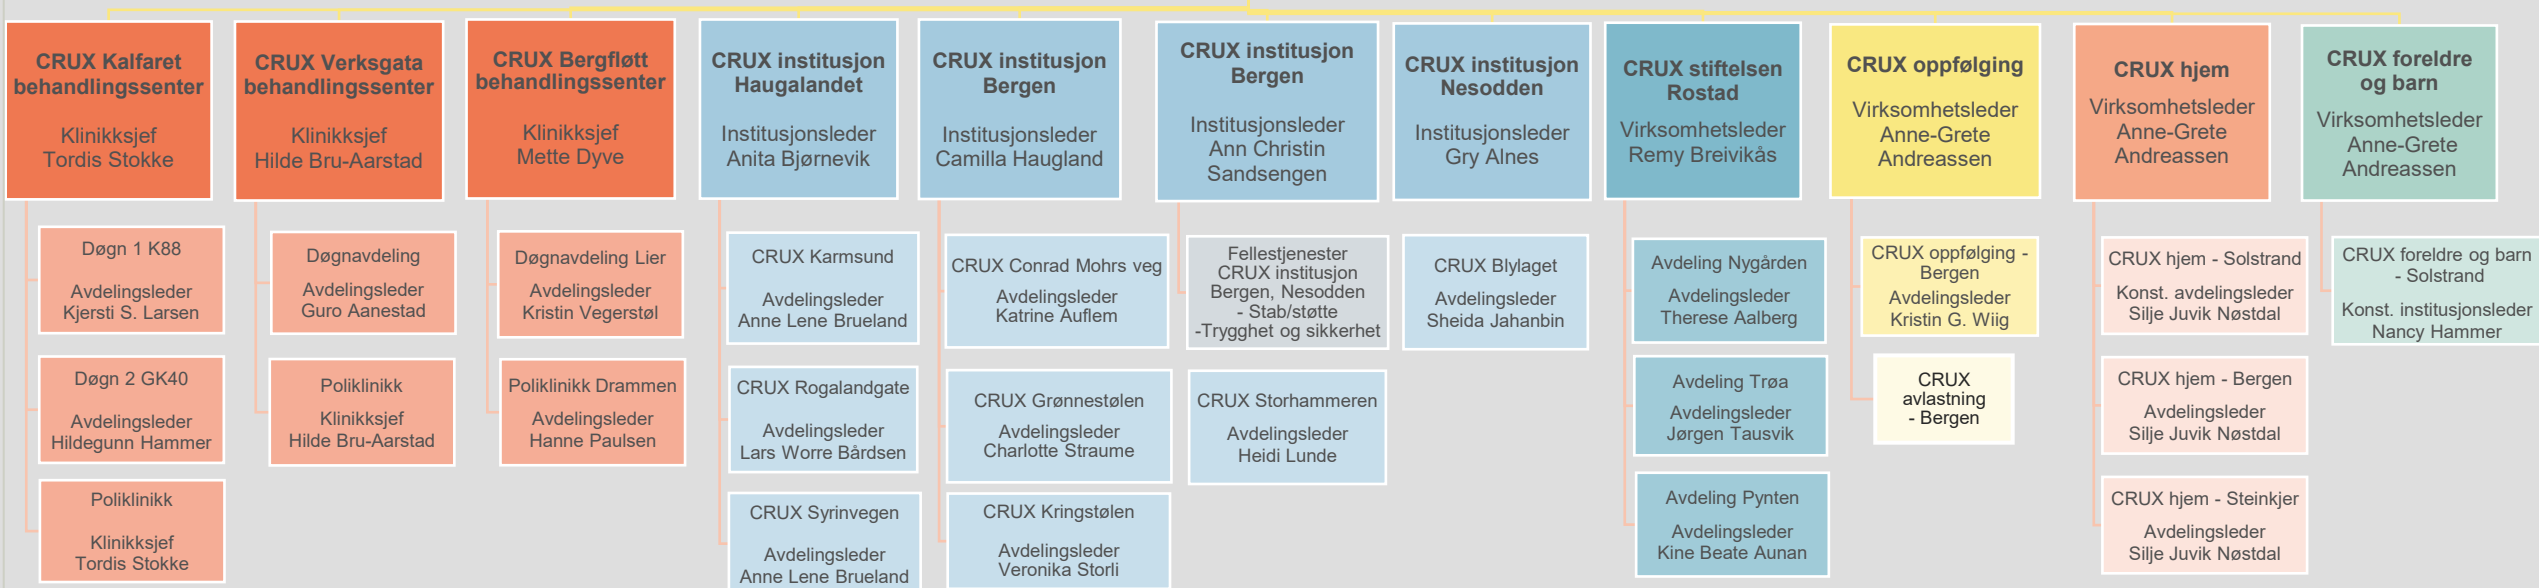 CRUX Kalfaret
behandlingssenter
Klinikksjef
Tordis Stokke
Døgn 1 K88
Avdelingsleder
Kjersti S. Larsen
Døgn 2 GK40
Avdelingsleder
Hildegunn Hammer
Poliklinikk
Klinikksjef
Tordis Stokke
CRUX Verksgata
behandlingssenter
Klinikksjef
Hilde Bru-Aarstad
Døgnavdeling
Avdelingsleder
Guro Aanestad
Poliklinikk
Klinikksjef
Hilde Bru-Aarstad
CRUX Bergfløtt
behandlingssenter
Klinikksjef
Mette Dyve
Døgnavdeling Lier
Avdelingsleder
Kristin Vegerstøl
Poliklinikk Drammen
Avdelingsleder
Hanne Paulsen
CRUX institusjon
Haugalandet
Institusjonsleder
Anita Bjørnevik
CRUX Karmsund
Avdelingsleder
Anne Lene Brueland
CRUX Rogalandgate
Avdelingsleder
Lars Worre Bårdsen
CRUX Syrinvegen
Avdelingsleder
Anne Lene Brueland
CRUX institusjon
Bergen
Institusjonsleder
Camilla Haugland
CRUX Conrad Mohrs veg
Avdelingsleder
Katrine Auflem
CRUX Grønnestølen
Avdelingsleder
Charlotte Straume
CRUX Kringstølen
Avdelingsleder
Veronika Storli
CRUX institusjon
Bergen
Institusjonsleder
Ann Christin
Sandsengen
Fellestjenester
CRUX institusjon
Bergen, Nesodden
- Stab/støtte
-Trygghet og sikkerhet
CRUX Storhammeren
Avdelingsleder
Heidi Lunde
CRUX institusjon
Nesodden
Institusjonsleder
Gry Alnes
CRUX Blylaget
Avdelingsleder
Sheida Jahanbin
CRUX stiftelsen
Rostad
Virksomhetsleder
Remy Breivikås
Avdeling Nygården
Avdelingsleder
Therese Aalberg
Avdeling Trøa
Avdelingsleder
Jørgen Tausvik
Avdeling Pynten
Avdelingsleder
Kine Beate Aunan
CRUX oppfølging
Virksomhetsleder
Anne-Grete
Andreassen
CRUX oppfølging -
Bergen
Avdelingsleder
Kristin G. Wiig
CRUX
avlastning
- Bergen
CRUX hjem
Virksomhetsleder
Anne-Grete
Andreassen
CRUX hjem - Solstrand
Konst. avdelingsleder
Silje Juvik Nøstdal
CRUX hjem - Bergen
Avdelingsleder
Silje Juvik Nøstdal
CRUX hjem - Steinkjer
Avdelingsleder
Silje Juvik Nøstdal
CRUX foreldre
og barn
Virksomhetsleder
Anne-Grete
Andreassen
CRUX foreldre og barn
- Solstrand
Konst. institusjonsleder
Nancy Hammer